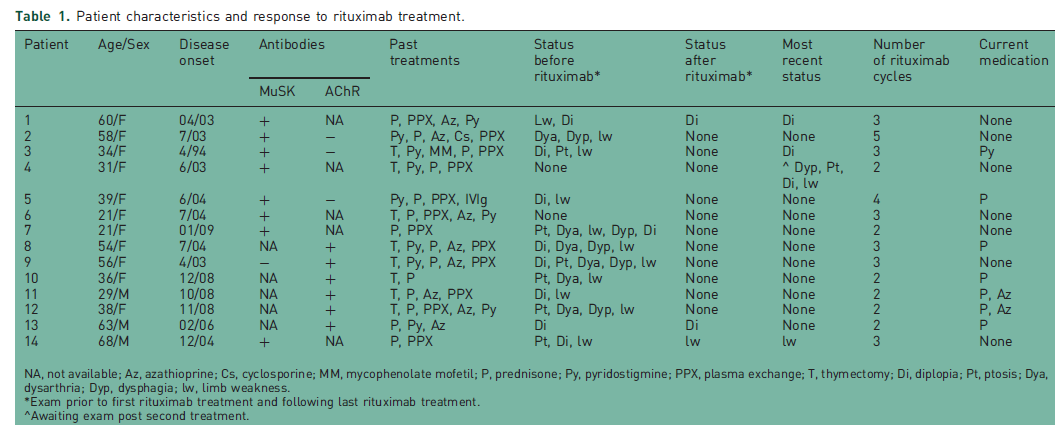 Table 1. Patient characteristics and response to rituximab treatment.
Patient Age/Sex Disease onset Antibodies Past treatments Status before rituximab* Status after rituximab* Most recent status Number of rituximab cycles Current medication
MuSK AChR
1 60/F 04/03 + NA P, PPX, Az, Py Lw, Di Di Di 3 None
2 58/F 7/03 + − Py, P, Az, Cs, PPX Dya, Dyp, lw None None 5 None
3 34/F 4/94 + − T, Py, MM, P, PPX Di, Pt, lw None Di 3 Py
4 31/F 6/03 + NA T, Py, P, PPX None None ^ Dyp, Pt, 2 None
Di, lw
5 39/F 6/04 + − Py, P, PPX, IVIg Di, lw None None 4 P
6 21/F 7/04 + NA T, P, PPX, Az, Py None None None 3 None
7 21/F 01/09 + NA P, PPX Pt, Dya, lw, Dyp, Di None None 2 None
8 54/F 7/04 NA + T, Py, P, Az, PPX Di, Dya, Dyp, lw None None 3 P
9 56/F 4/03 − + T, Py, P, Az, PPX Di, Pt, Dya, Dyp, lw None None 3 None
10 36/F 12/08 NA + T, P Pt, Dya, lw None None 2 P
11 29/M 10/08 NA + T, P, Az, PPX Di, lw None None 2 P, Az
12 38/F 11/08 NA + T, P, PPX, Az, Py Pt, Dya, Dyp, lw None None 2 P, Az
13 63/M 02/06 NA + P, Py, Az Di Di None 2 P
14 68/M 12/04 + NA P, PPX Pt, Di, lw lw lw 3 None
NA, not available; Az, azathioprine; Cs, cyclosporine; MM, mycophenolate mofetil; P, prednisone; Py, pyridostigmine; PPX, plasma exchange; T, thymectomy; Di, diplopia; Pt, ptosis; Dya,
dysarthria; Dyp, dysphagia; lw, limb weakness.
*Exam prior to first rituximab treatment and following last rituximab treatment.
^Awaiting exam post second treatment.